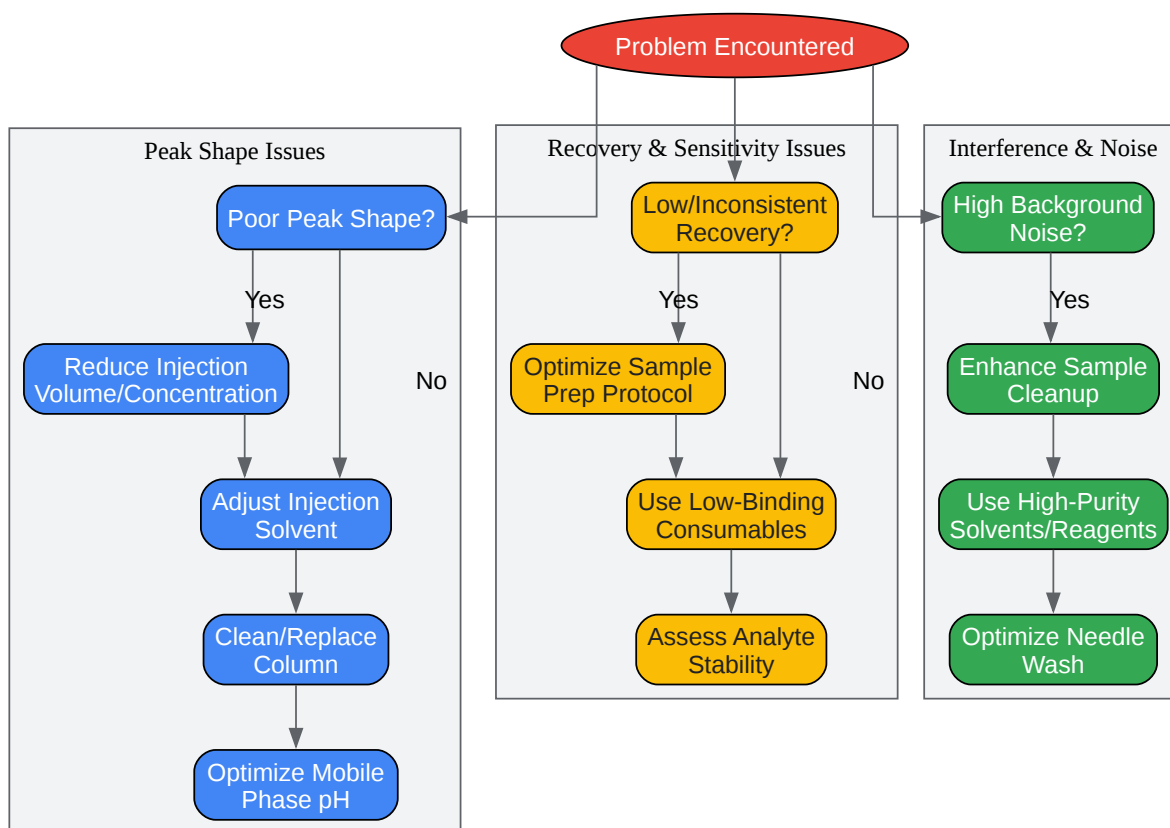 Problem Encountered
Peak Shape Issues
Poor Peak Shape?
Yes
No
Reduce Injection
Volume/Concentration
Adjust Injection
Solvent
Clean/Replace
Column
Optimize Mobile
Phase pH
Recovery & Sensitivity Issues
Low/Inconsistent
Recovery?
Yes
No
Optimize Sample
Prep Protocol
Use Low-Binding
Consumables
Assess Analyte
Stability
Interference & Noise
High Background
Noise?
Yes
Enhance Sample
Cleanup
Use High-Purity
Solvents/Reagents
Optimize Needle
Wash